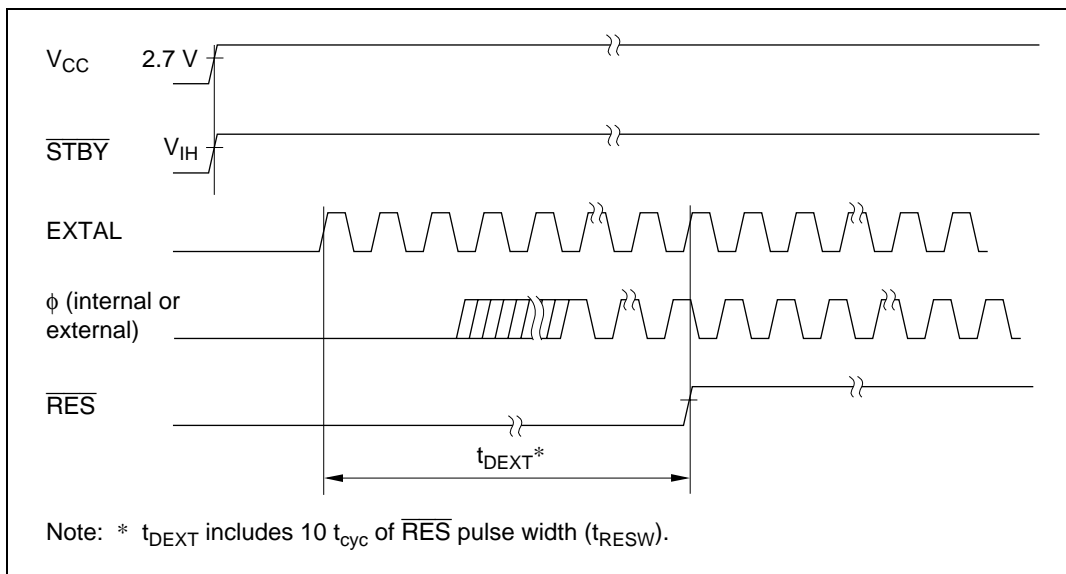 VCC 2.7 V
STBY VIH
EXTAL
φ (internal or
external)
RES
tDEXT*
Note: * tDEXT includes 10 tcyc of RES pulse width (tRESW).